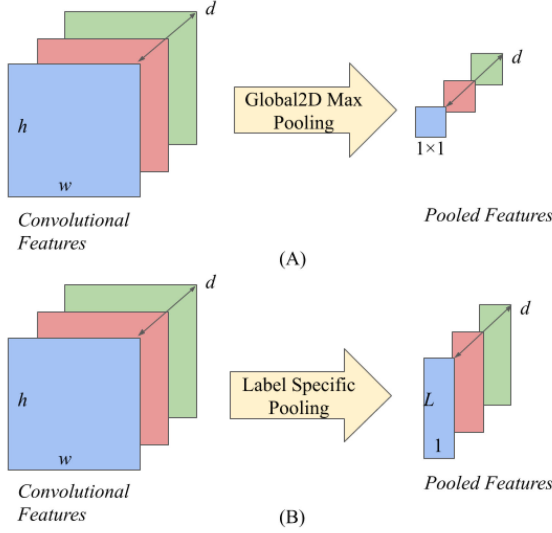 d
h
w
Convolutional
Features
Global2D Max
Pooling
d
1×1
Pooled Features
(A)
d
h
w
Convolutional
Features
Label Specific
Pooling
d
L
1
Pooled Features
(B)